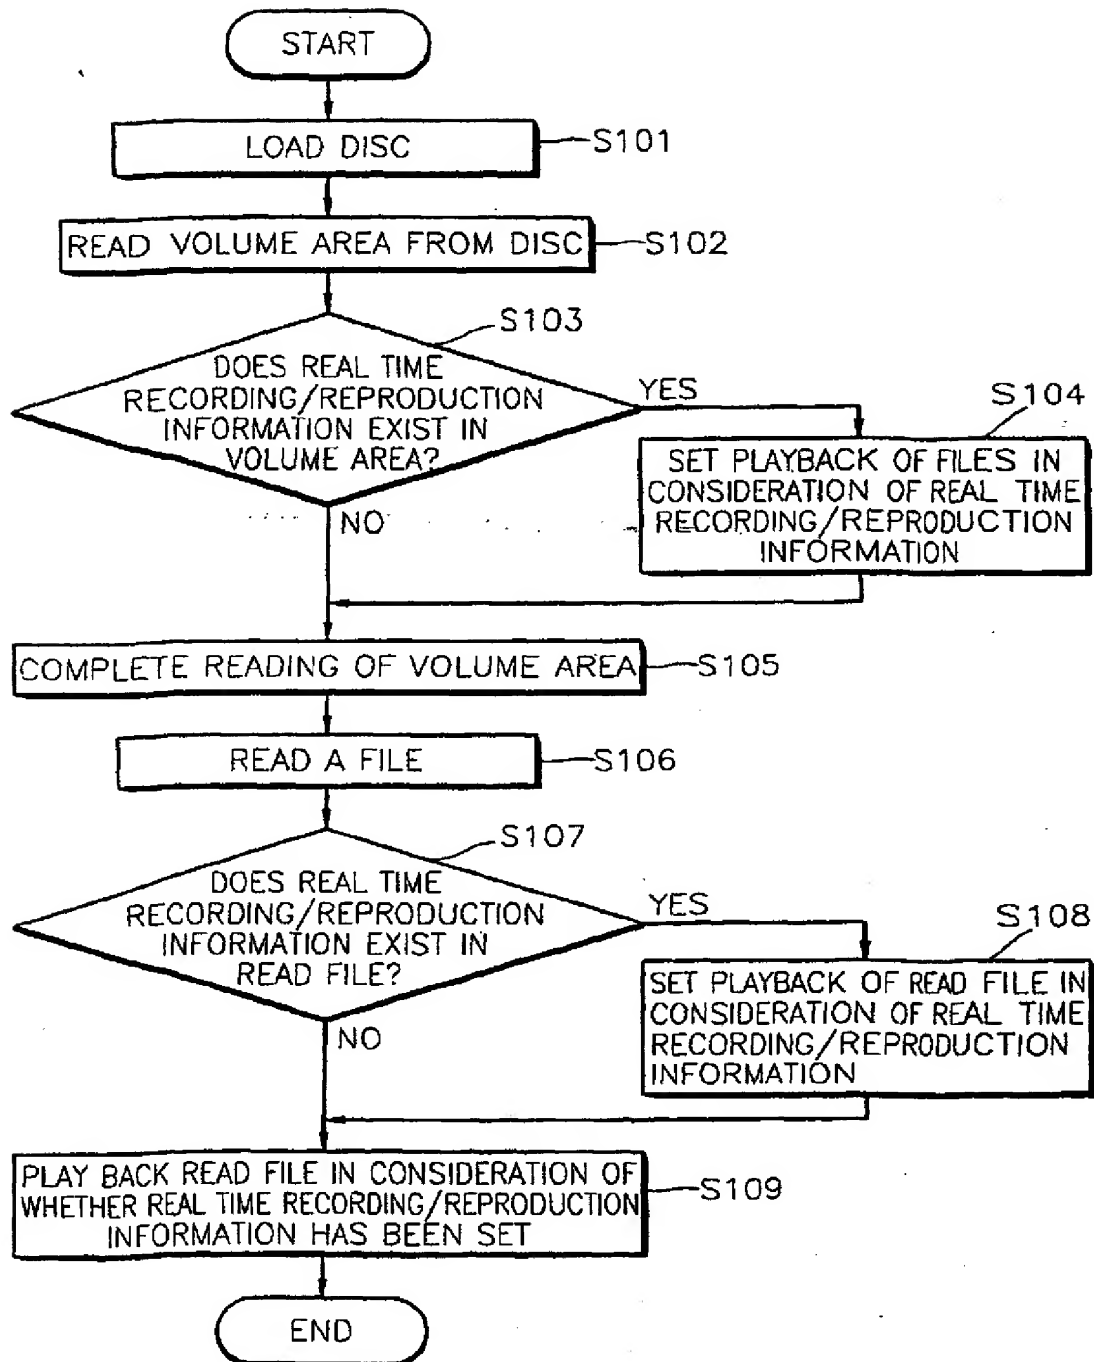 START
LOAD DISC
S101
READ VOLUME AREA FROM DISC
S102
S103
DOES REAL TIME
RECORDING/REPRODUCTION
INFORMATION EXIST IN
VOLUME AREA?
YES
NO
S104
SET PLAYBACK OF FILES IN
CONSIDERATION OF REAL TIME
RECORDING/REPRODUCTION
INFORMATION
COMPLETE READING OF VOLUME AREA
S105
READ A FILE
S106
S107
DOES REAL TIME
RECORDING/REPRODUCTION
INFORMATION EXIST IN
READ FILE?
YES
NO
S108
SET PLAYBACK OF READ FILE IN
CONSIDERATION OF REAL TIME
RECORDING/REPRODUCTION
INFORMATION
PLAY BACK READ FILE IN CONSIDERATION OF
WHETHER REAL TIME RECORDING/REPRODUCTION
INFORMATION HAS BEEN SET
S109
END